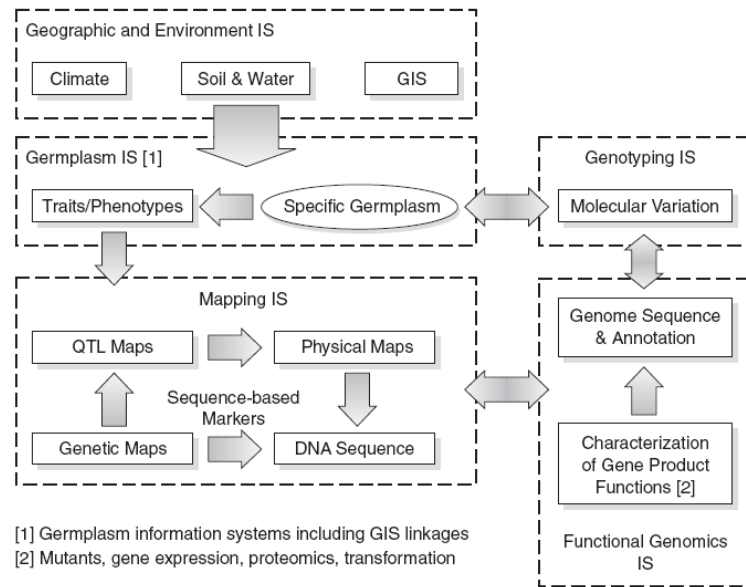 Geographic and Environment IS
Climate
Soil & Water
GIS
Germplasm IS [1]
Traits/Phenotypes
Specific Germplasm
Genotyping IS
Molecular Variation
Mapping IS
QTL Maps
Physical Maps
Sequence-based
Markers
Genetic Maps
DNA Sequence
Genome Sequence
& Annotation
Characterization
of Gene Product
Functions [2]
Functional Genomics
IS
[1] Germplasm information systems including GIS linkages
[2] Mutants, gene expression, proteomics, transformation